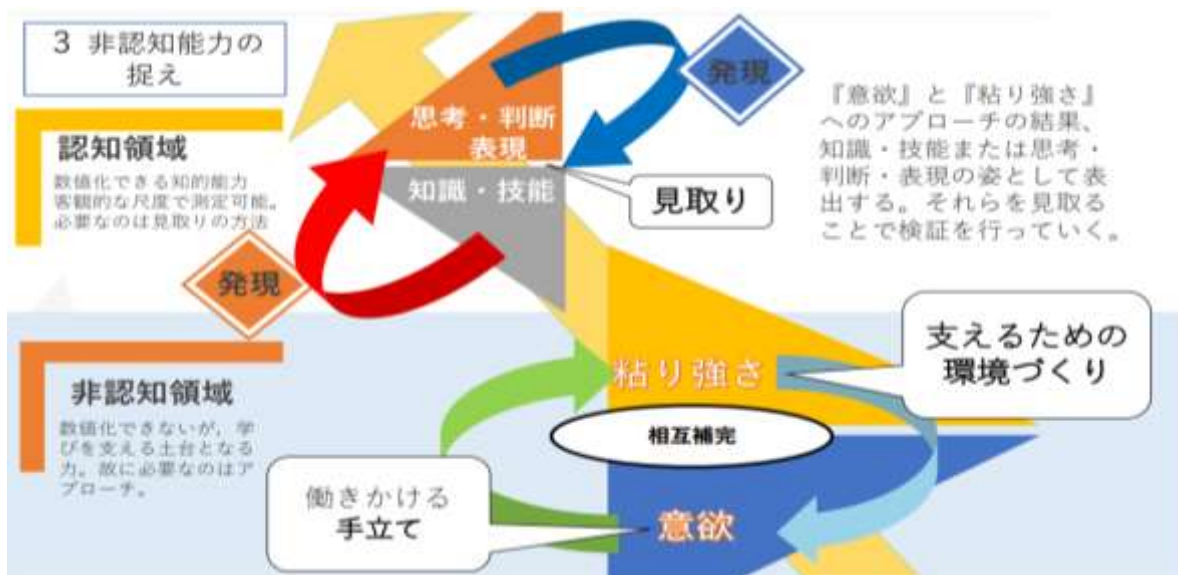 3 非認知能力の
捉え
認知領域
数値化できる知的能力
客観的な尺度で測定可能。
必要なのは見取りの方法
発現
思考・判断
表現
知識・技能
発現
見取り
『意欲』と『粘り強さ』
へのアプローチの結果、
知識・技能または思考・
判断・表現の姿として表
出する。それらを見取る
ことで検証を行っていく。
非認知領域
数値化できないが，学
びを支える土台となる
力。故に必要なのはア
プローチ。
粘り強さ
支えるための
環境づくり
相互補完
働きかける
手立て
意欲